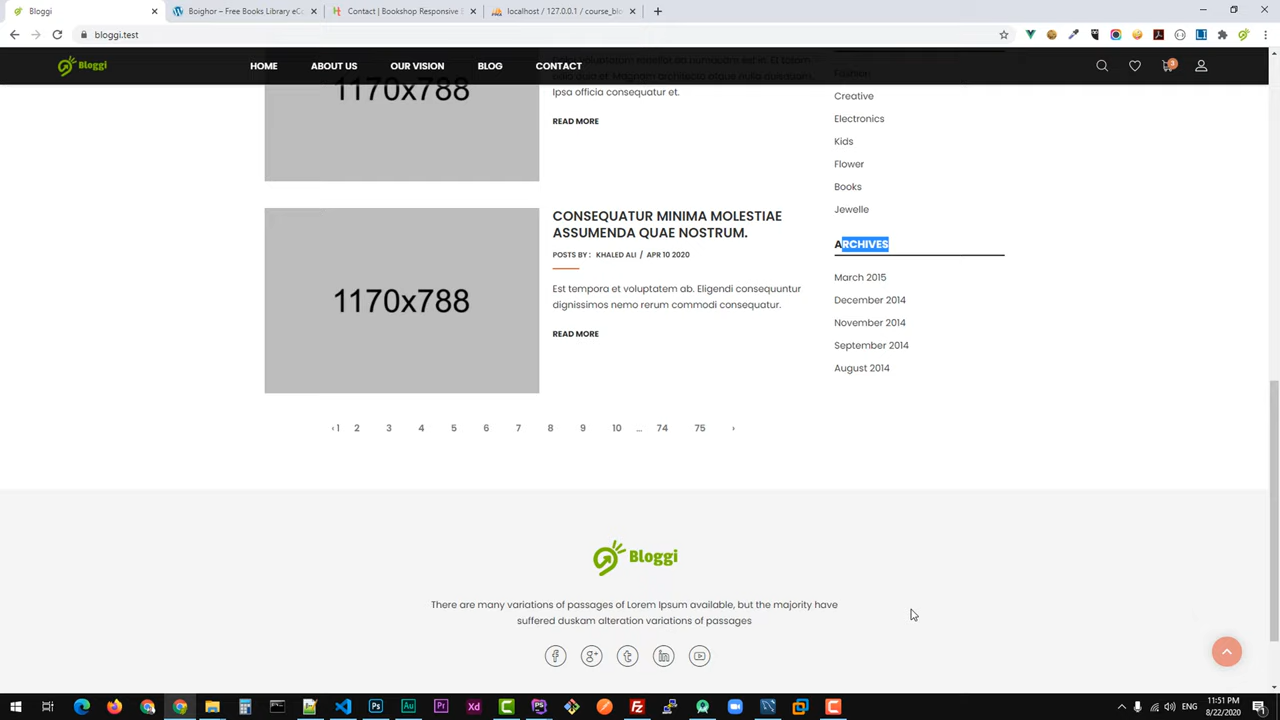 Bloggi
Boighor – Free Books Library eC
Contact | Bookshop Responsive
localhost / 127.0.0.1 / course_blo
bloggi.test
Bloggi
HOME
ABOUT US
OUR VISION
BLOG
CONTACT
3
1170x788
Ipsa officia consequatur et.
READ MORE
Fashion
Creative
Electronics
Kids
Flower
Books
Jewelle
1170x788
CONSEQUATUR MINIMA MOLESTIAE
ASSUMENDA QUAE NOSTRUM.
POSTS BY : KHALED ALI / APR 10 2020
Est tempora et voluptatem ab. Eligendi consequuntur
dignissimos nemo rerum commodi consequatur.
READ MORE
ARCHIVES
March 2015
December 2014
November 2014
September 2014
August 2014
‹ 1 2 3 4 5 6 7 8 9 10 ... 74 75 ›
Bloggi
There are many variations of passages of Lorem Ipsum available, but the majority have
suffered duskam alteration variations of passages
ENG
11:51 PM
8/22/2020